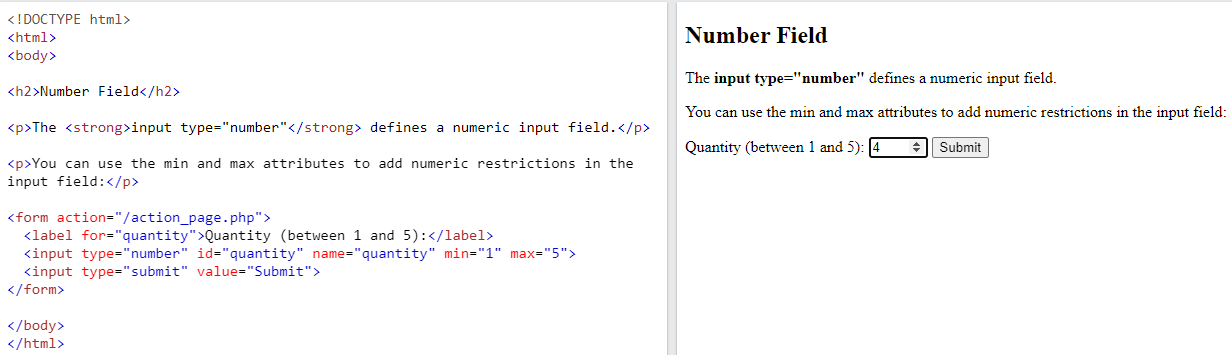 <!DOCTYPE html>
<html>
<body>
<h2>Number Field</h2>
<p>The <strong>input type="number"</strong> defines a numeric input field.</p>
<p>You can use the min and max attributes to add numeric restrictions in the
input field:</p>
<form action="/action_page.php">
  <label for="quantity">Quantity (between 1 and 5):</label>
  <input type="number" id="quantity" name="quantity" min="1" max="5">
  <input type="submit" value="Submit">
</form>
</body>
</html>
Number Field
The input type="number" defines a numeric input field.
You can use the min and max attributes to add numeric restrictions in the input field:
Quantity (between 1 and 5): 4 Submit